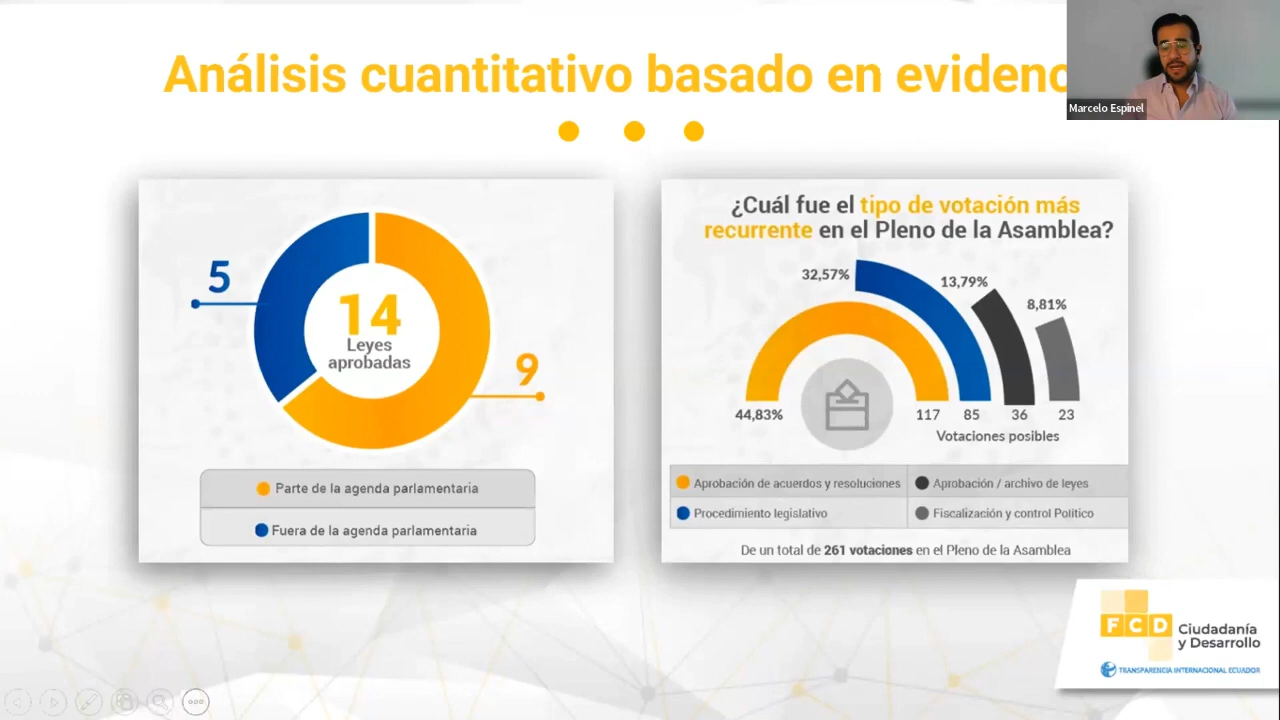 Análisis cuantitativo basado en evidenc
Marcelo Espinel
5
14
Leyes
aprobadas
9
Parte de la agenda parlamentaria
Fuera de la agenda parlamentaria
¿Cuál fue el tipo de votación más
recurrente en el Pleno de la Asamblea?
32,57%
13,79%
8,81%
44,83%
117
85
36
23
Votaciones posibles
Aprobación de acuerdos y resoluciones
Aprobación / archivo de leyes
Procedimiento legislativo
Fiscalización y control Político
De un total de 261 votaciones en el Pleno de la Asamblea
FCD
Ciudadanía
y Desarrollo
TRANSPARENCIA INTERNACIONAL ECUADOR